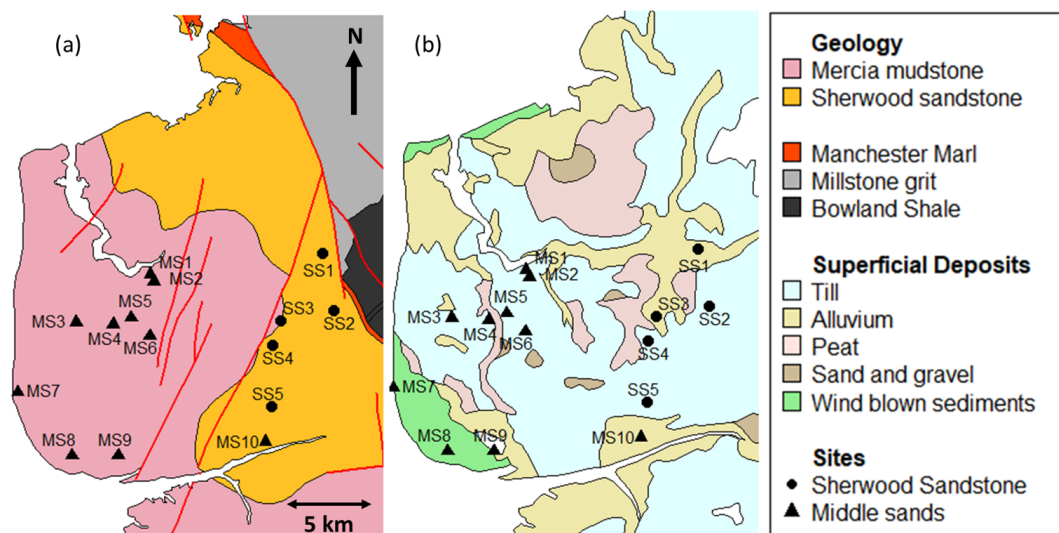 (a)
N
MS1
MS2
SS1
MS5
MS3
MS4
MS6
SS3
SS2
SS4
MS7
SS5
MS8
MS9
MS10
5 km
(b)
MS1
MS2
SS1
MS5
MS3
MS4
MS6
SS3
SS2
SS4
MS7
SS5
MS8
MS9
MS10
Geology
Mercia mudstone
Sherwood sandstone
Manchester Marl
Millstone grit
Bowland Shale
Superficial Deposits
Till
Alluvium
Peat
Sand and gravel
Wind blown sediments
Sites
Sherwood Sandstone
Middle sands